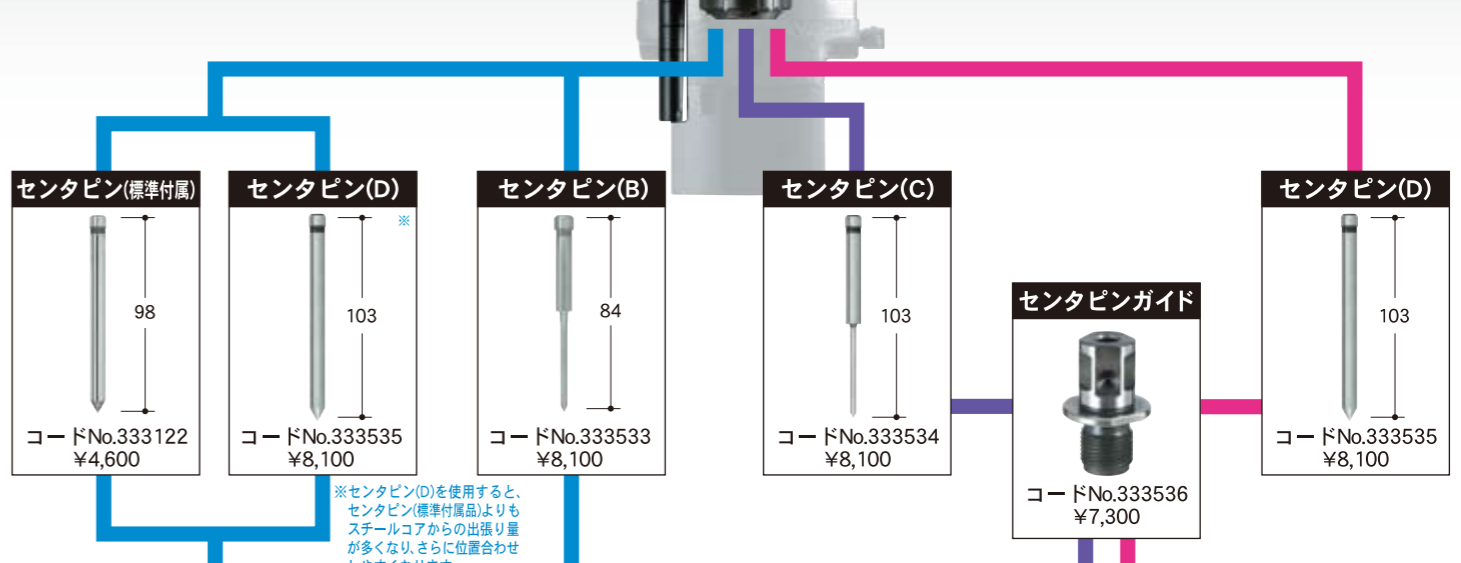 センタピン(標準付属)
98
コードNo.333122
¥4,600
センタピン(D)
※
103
コードNo.333535
¥8,100
センタピン(B)
84
コードNo.333533
¥8,100
センタピン(C)
103
コードNo.333534
¥8,100
センタピンガイド
コードNo.333536
¥7,300
センタピン(D)
103
コードNo.333535
¥8,100
※センタピン(D)を使用すると、
センタピン(標準付属品)よりも
スチールコアからの出張り量
が多くなり、さらに位置合わせ